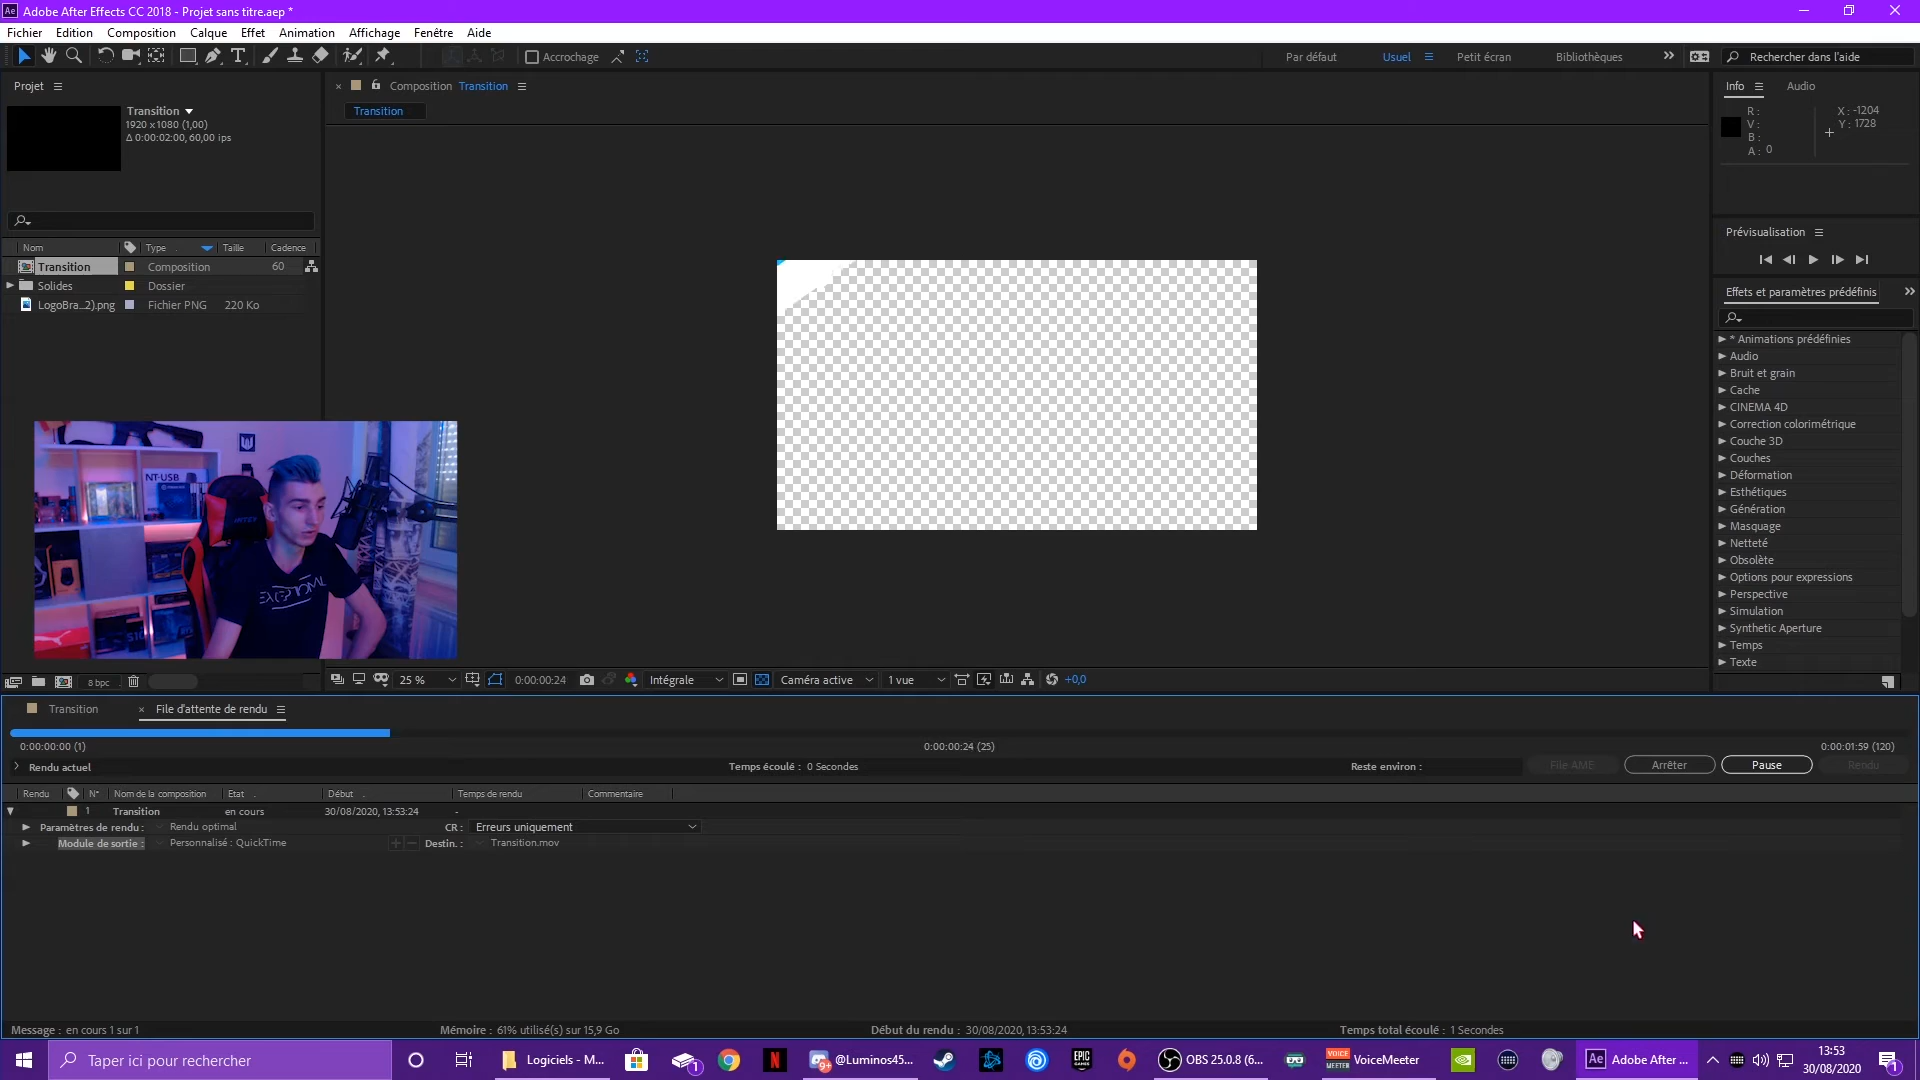 Adobe After Effects CC 2018 - Projet sans titre.aep *
Fichier Edition Composition Calque Effet Animation Affichage Fenêtre Aide
Accrochage Par défaut Usuel Petit écran Bibliothèques Rechercher dans l'aide
Projet Composition Transition Info Audio
Transition Transition
1920 x1080 (1,00)
Δ 0:00:02:00, 60,00 ips
R :
V :
B :
A : 0
X : -1204
Y : 1728
Prévisualisation
Nom Type Taille Cadence
Transition Composition 60
Solides Dossier
LogoBra...2).png Fichier PNG 220 Ko
Effets et paramètres prédéfinis
* Animations prédéfinies
Audio
Bruit et grain
Cache
CINEMA 4D
Correction colorimétrique
Couche 3D
Couches
Déformation
Esthétiques
Génération
Masquage
Netteté
Obsolète
Options pour expressions
Perspective
Simulation
Synthetic Aperture
Temps
Texte
NT-USB
8 bpc 25 % 0:00:00:24 Intégrale Caméra active 1 vue +0,0
Transition File d'attente de rendu
0:00:00:00 (1) 0:00:00:24 (25) 0:00:01:59 (120)
Rendu actuel Temps écoulé : 0 Secondes Reste environ : File AME Arrêter Pause Rendu
Rendu N° Nom de la composition Etat Début Temps de rendu Commentaire
1 Transition en cours 30/08/2020, 13:53:24 -
Paramètres de rendu : Rendu optimal CR : Erreurs uniquement
Module de sortie : Personnalisé : QuickTime Destin. : Transition.mov
Message : en cours 1 sur 1 Mémoire : 61% utilisé(s) sur 15,9 Go Début du rendu : 30/08/2020, 13:53:24 Temps total écoulé : 1 Secondes
Taper ici pour rechercher Logiciels - M... 1 N 9+ @Luminos45... EPIC GAMES OBS 25.0.8 (6... VOICE MEETER VoiceMeeter Ae Adobe After ... 13:53
30/08/2020 1